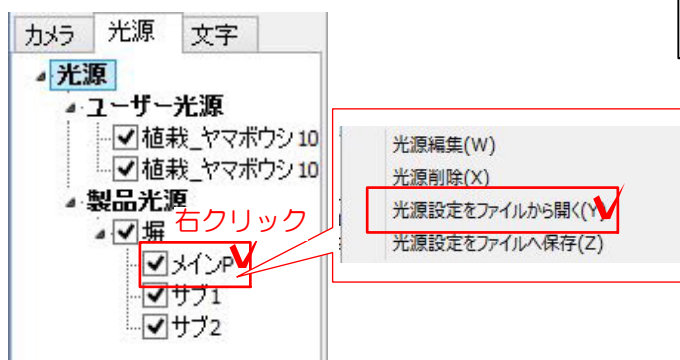 カメラ 光源 文字
光源
ユーザー光源
植栽_ヤマボウシ10
植栽_ヤマボウシ10
製品光源
右クリック
塀
メインP
サブ1
サブ2
光源編集(W)
光源削除(X)
光源設定をファイルから開く(Y)
光源設定をファイルへ保存(Z)